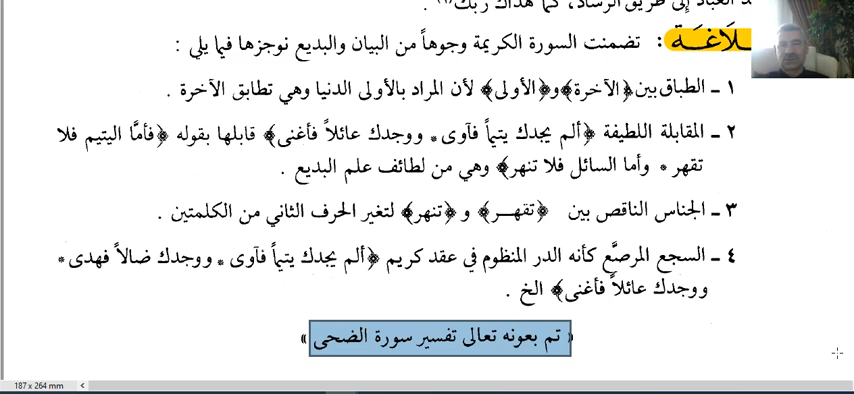 العباد إلى طريق الرشاد، كما هداك ربك
لَاغَة : تضمنت السورة الكريمة وجوهاً من البيان والبديع نوجزها فيما يلي :
١ ـ الطباق بين ﴿الآخرة﴾ و﴿الأولى﴾ لأن المراد بالأولى الدنيا وهي تطابق الآخرة .
٢ ـ المقابلة اللطيفة ﴿ألم يجدك يتيماً فآوى * ووجدك عائلاً فأغنى﴾ قابلها بقوله ﴿فأمَّا اليتيم فلا
تقهر * وأما السائل فلا تنهر﴾ وهي من لطائف علم البديع .
٣ ـ الجناس الناقص بين ﴿تقهـر﴾ و ﴿تنهر﴾ لتغير الحرف الثاني من الكلمتين .
٤ ـ السجع المرصَّع كأنه الدر المنظوم في عقد كريم ﴿ألم يجدك يتيماً فآوى * ووجدك ضالاً فهدى *
ووجدك عائلاً فأغنى﴾ الخ .
« تم بعونه تعالى تفسير سورة الضحى »
187 x 264 mm